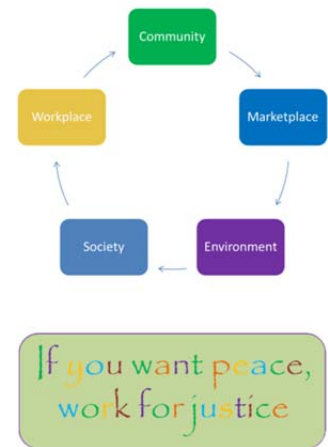 Community
Workplace
Marketplace
Society
Environment
If you want peace,
work for justice